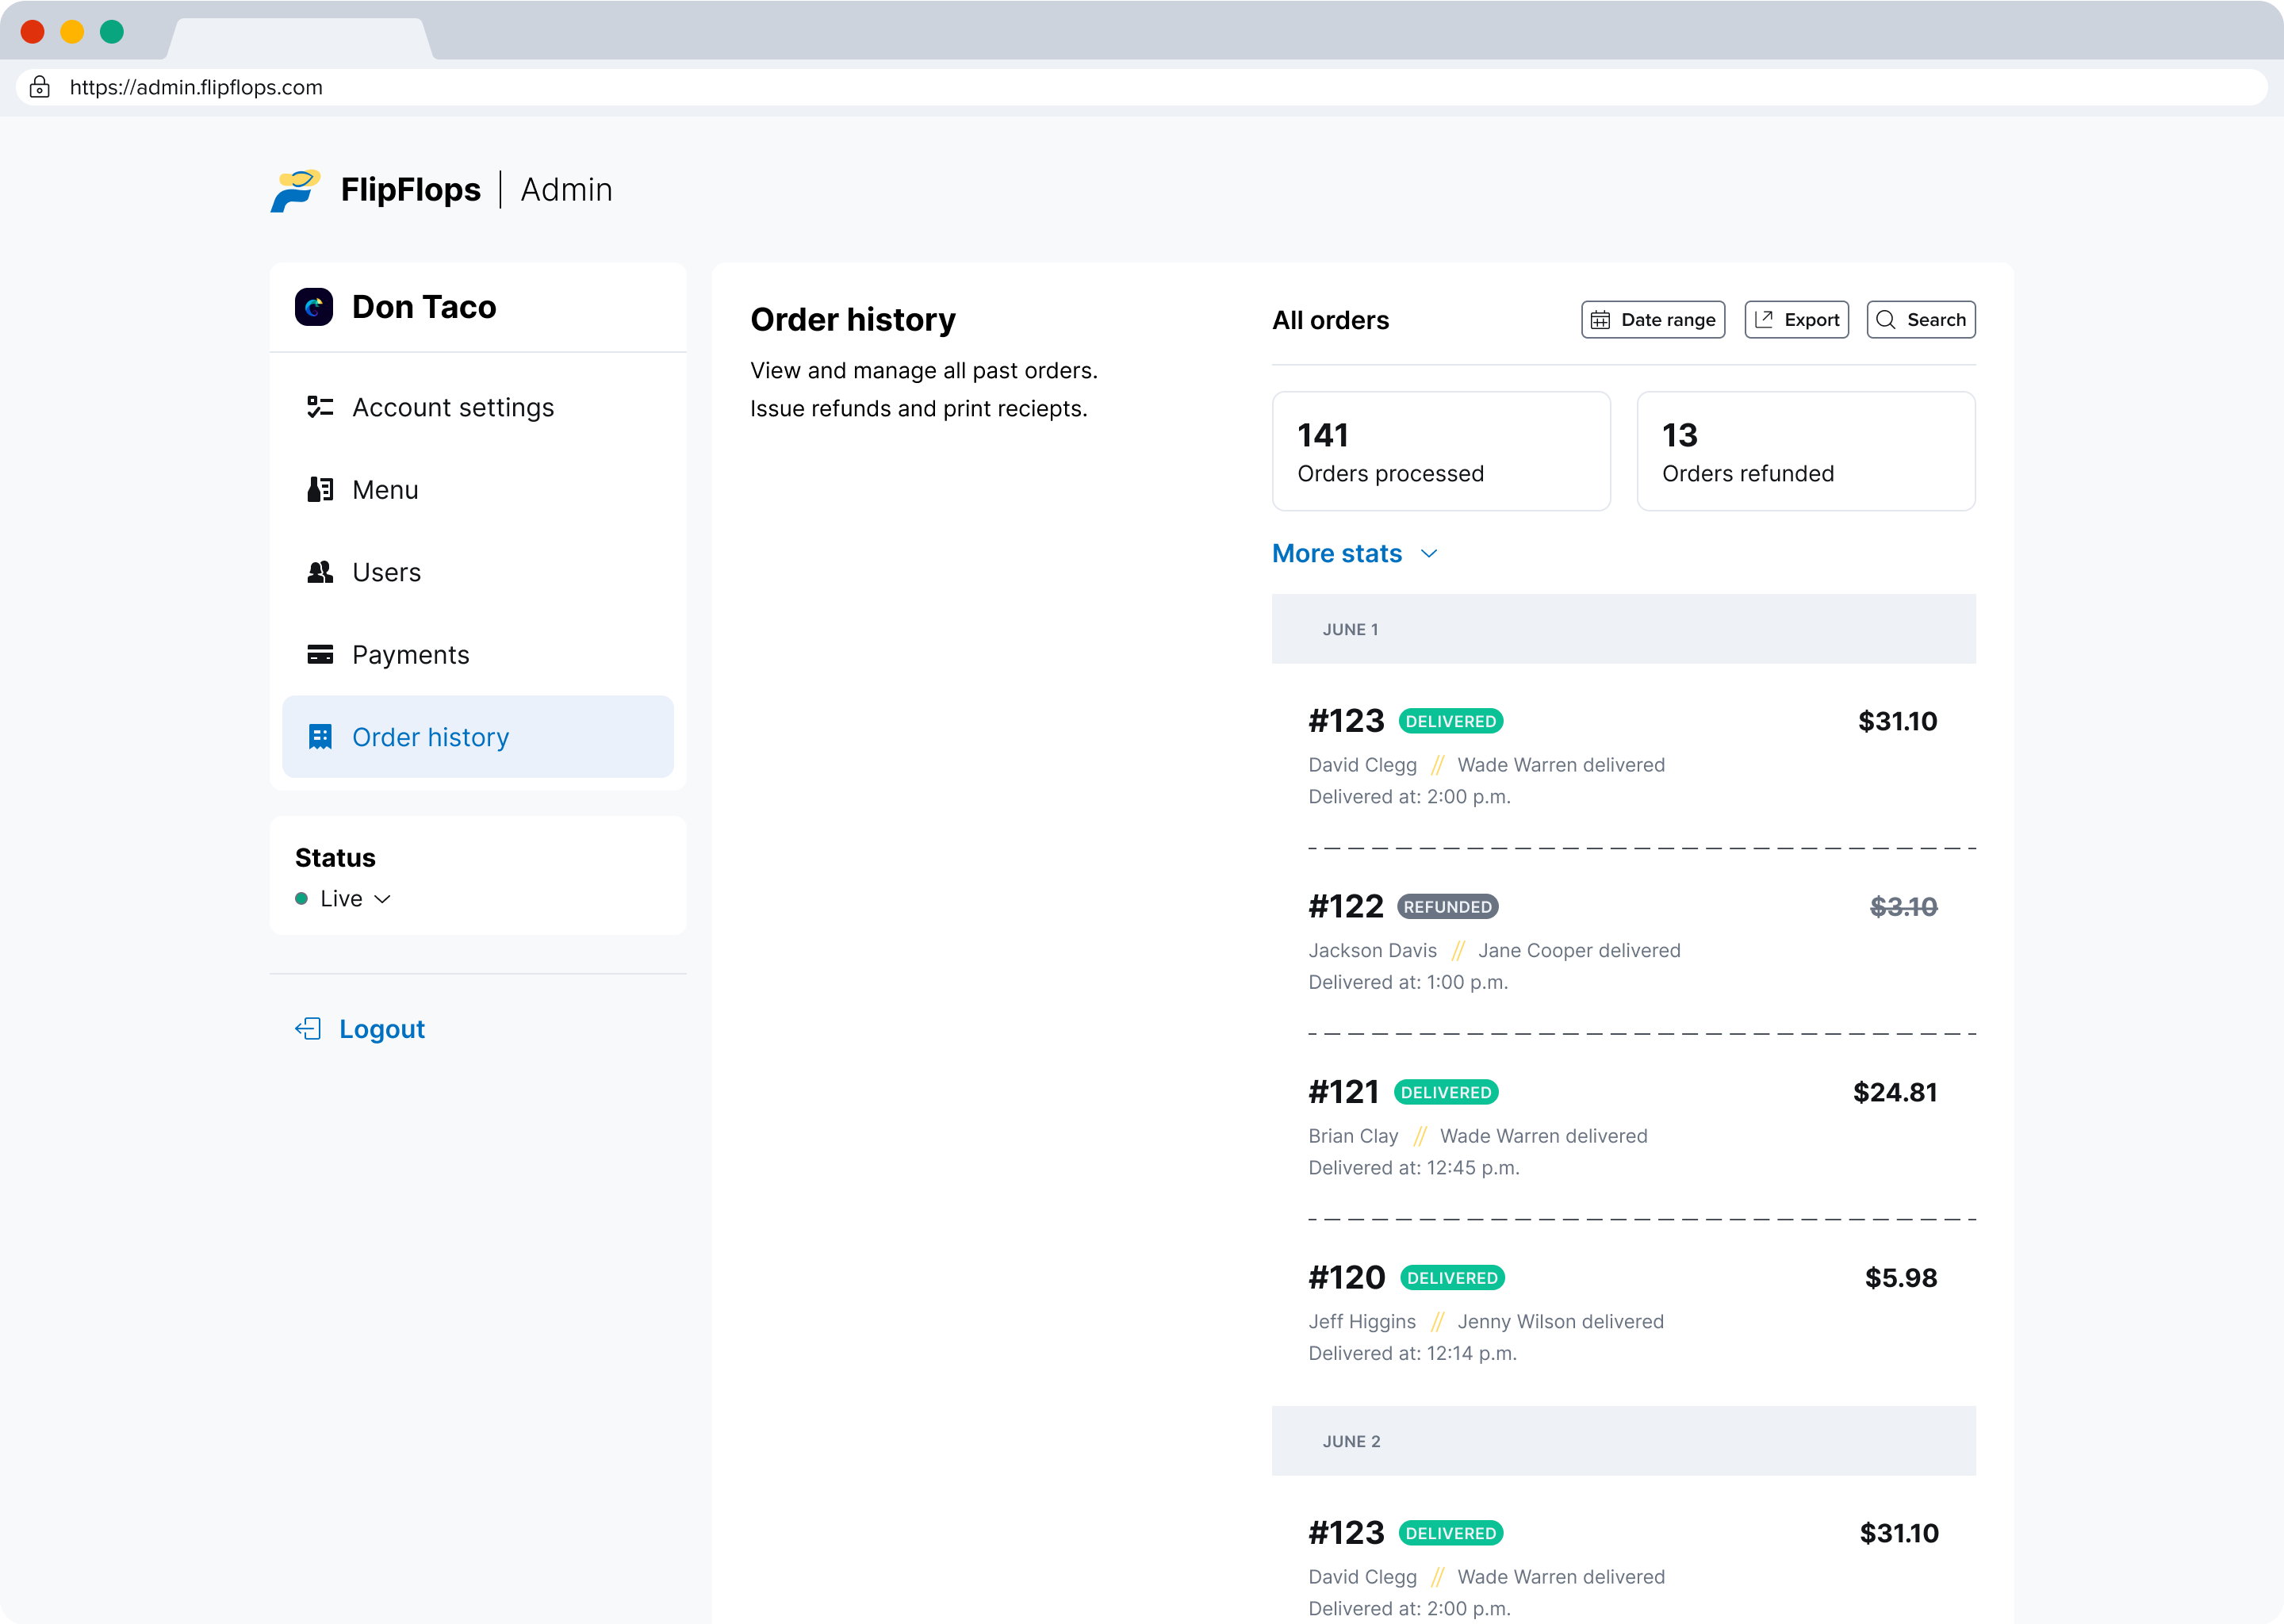 https://admin.flipflops.com
FlipFlops | Admin
Don Taco
Account settings
Menu
Users
Payments
Order history
Status
Live
Logout
Order history
View and manage all past orders.
Issue refunds and print reciepts.
All orders
Date range
Export
Search
141
Orders processed
13
Orders refunded
More stats
JUNE 1
#123 DELIVERED $31.10
David Clegg // Wade Warren delivered
Delivered at: 2:00 p.m.
#122 REFUNDED $3.10
Jackson Davis // Jane Cooper delivered
Delivered at: 1:00 p.m.
#121 DELIVERED $24.81
Brian Clay // Wade Warren delivered
Delivered at: 12:45 p.m.
#120 DELIVERED $5.98
Jeff Higgins // Jenny Wilson delivered
Delivered at: 12:14 p.m.
JUNE 2
#123 DELIVERED $31.10
David Clegg // Wade Warren delivered
Delivered at: 2:00 p.m.